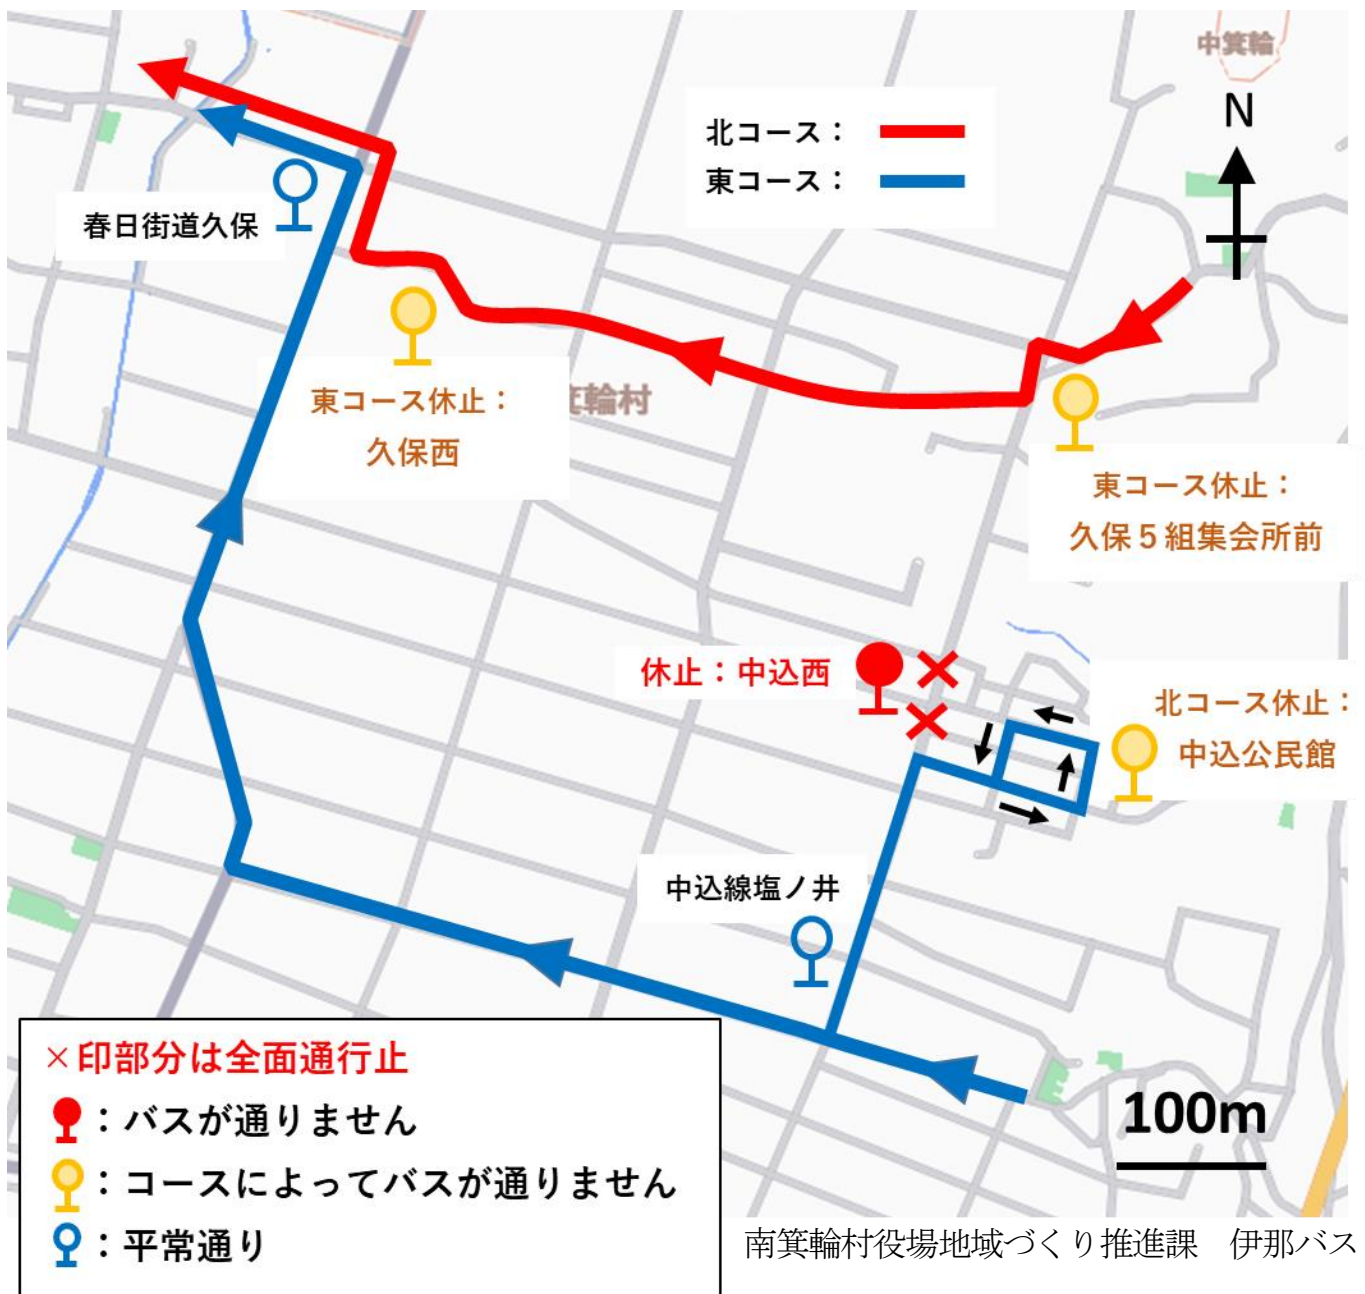 中箕輪
N
北コース：
東コース：
春日街道久保
東コース休止：
久保西
箕輪村
東コース休止：
久保５組集会所前
休止：中込西
北コース休止：
中込公民館
中込線塩ノ井
×印部分は全面通行止
：バスが通りません
：コースによってバスが通りません
：平常通り
100m
南箕輪村役場地域づくり推進課　伊那バス